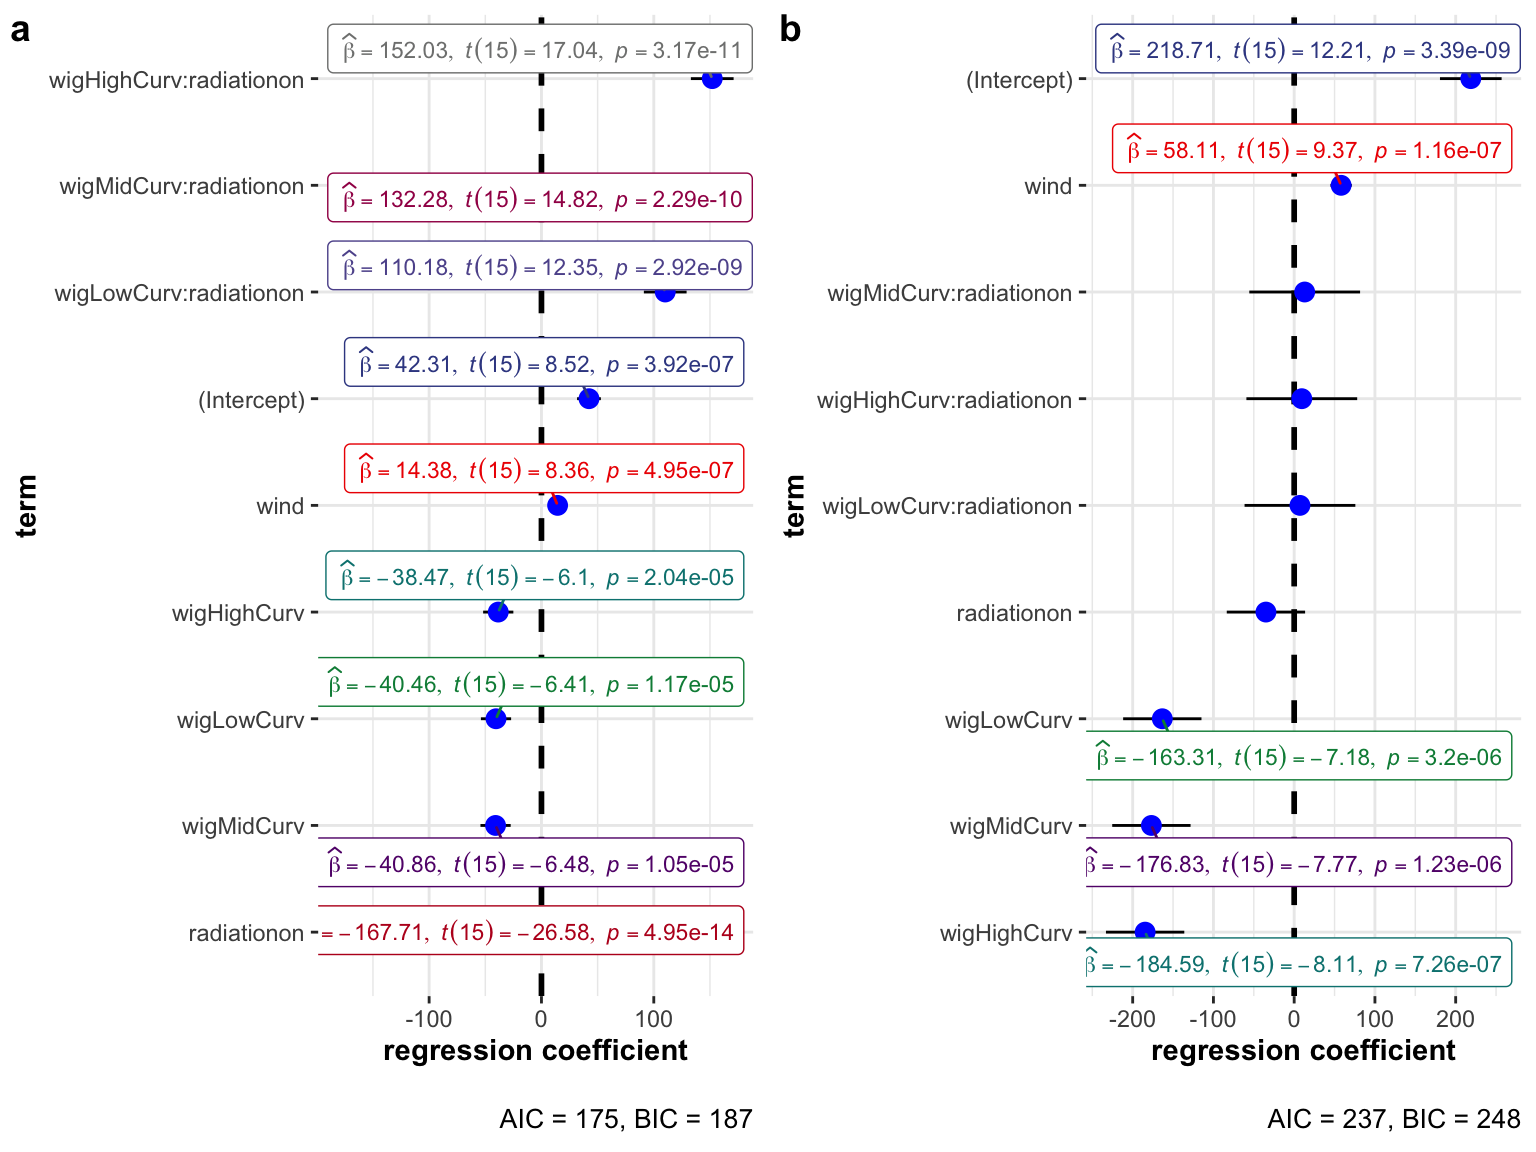 a
term
wigHighCurv:radiationon
β̂ = 152.03, t(15) = 17.04, p = 3.17e-11
wigMidCurv:radiationon
β̂ = 132.28, t(15) = 14.82, p = 2.29e-10
wigLowCurv:radiationon
β̂ = 110.18, t(15) = 12.35, p = 2.92e-09
(Intercept)
β̂ = 42.31, t(15) = 8.52, p = 3.92e-07
wind
β̂ = 14.38, t(15) = 8.36, p = 4.95e-07
wigHighCurv
β̂ = −38.47, t(15) = −6.1, p = 2.04e-05
wigLowCurv
β̂ = −40.46, t(15) = −6.41, p = 1.17e-05
wigMidCurv
β̂ = −40.86, t(15) = −6.48, p = 1.05e-05
radiationon
= −167.71, t(15) = −26.58, p = 4.95e-14
-100 0 100
regression coefficient
AIC = 175, BIC = 187
b
term
(Intercept)
β̂ = 218.71, t(15) = 12.21, p = 3.39e-09
wind
β̂ = 58.11, t(15) = 9.37, p = 1.16e-07
wigMidCurv:radiationon
wigHighCurv:radiationon
wigLowCurv:radiationon
radiationon
wigLowCurv
β̂ = −163.31, t(15) = −7.18, p = 3.2e-06
wigMidCurv
β̂ = −176.83, t(15) = −7.77, p = 1.23e-06
wigHighCurv
β̂ = −184.59, t(15) = −8.11, p = 7.26e-07
-200 -100 0 100 200
regression coefficient
AIC = 237, BIC = 248